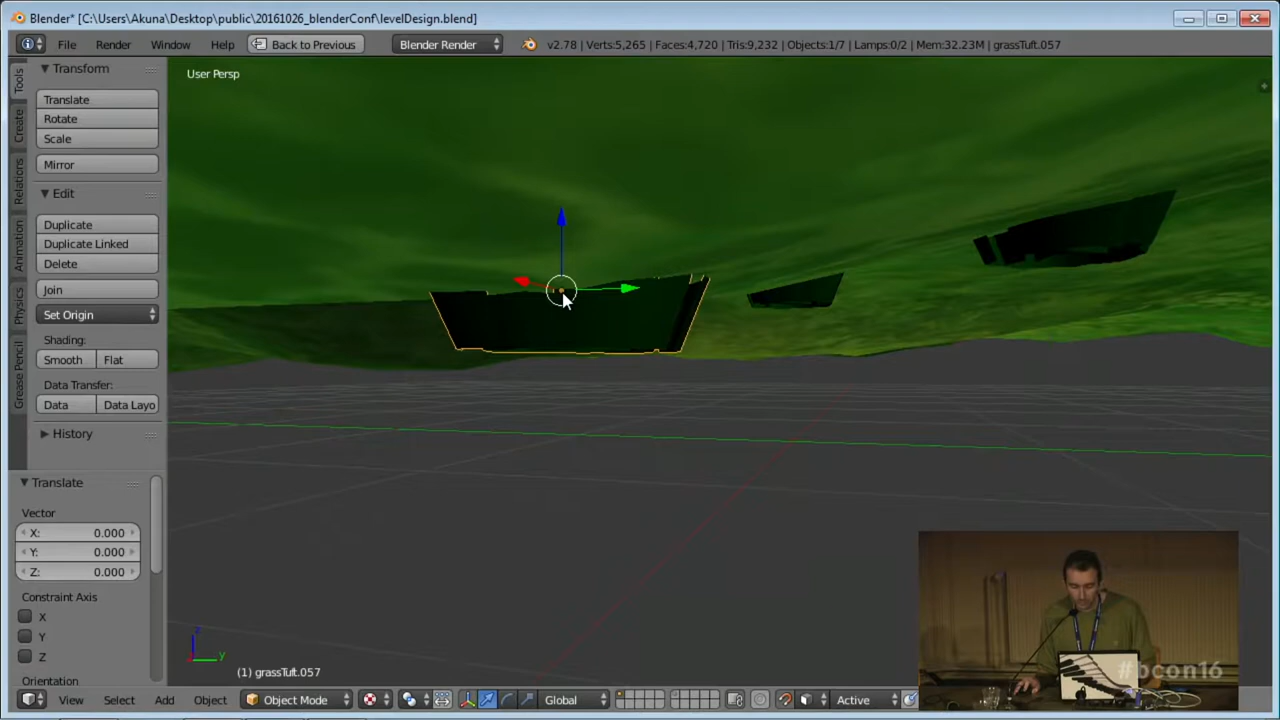 Blender* [C:\Users\Akuna\Desktop\public\20161026_blenderConf\levelDesign.blend]
File Render Window Help Back to Previous Blender Render v2.78 | Verts:5,265 | Faces:4,720 | Tris:9,232 | Objects:1/7 | Lamps:0/2 | Mem:32.23M | grassTuft.057
Transform
User Persp
Tools
Create
Relations
Animation
Physics
Grease Pencil
Translate
Rotate
Scale
Mirror
Edit
Duplicate
Duplicate Linked
Delete
Join
Set Origin
Shading:
Smooth Flat
Data Transfer:
Data Data Layo
History
Translate
Vector
X: 0.000
Y: 0.000
Z: 0.000
Constraint Axis
X
Y
Z
Orientation
z
y
(1) grassTuft.057
View Select Add Object Object Mode Global Active
#bcon16